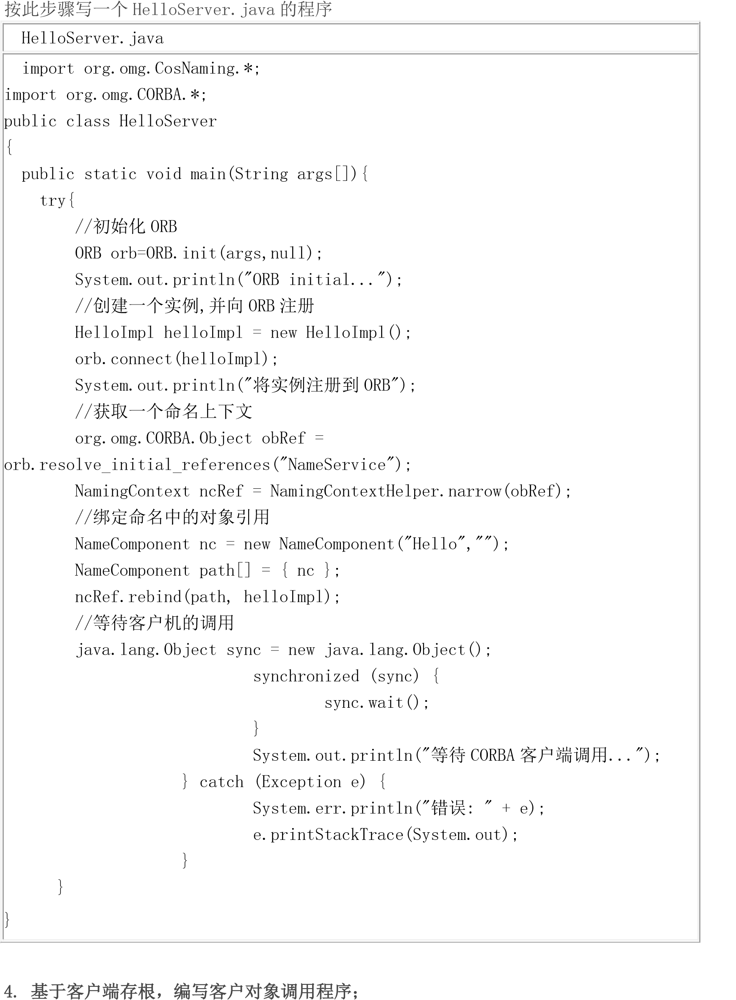 按此步骤写一个 HelloServer.java 的程序
HelloServer.java
import org.omg.CosNaming.*;
import org.omg.CORBA.*;
public class HelloServer
{
public static void main(String args[]){
try{
//初始化 ORB
ORB orb=ORB.init(args,null);
System.out.println("ORB initial...");
//创建一个实例,并向 ORB 注册
HelloImpl helloImpl = new HelloImpl();
orb.connect(helloImpl);
System.out.println("将实例注册到 ORB");
//获取一个命名上下文
org.omg.CORBA.Object obRef =
orb.resolve_initial_references("NameService");
NamingContext ncRef = NamingContextHelper.narrow(obRef);
//绑定命名中的对象引用
NameComponent nc = new NameComponent("Hello","");
NameComponent path[] = { nc };
ncRef.rebind(path, helloImpl);
//等待客户机的调用
java.lang.Object sync = new java.lang.Object();
synchronized (sync) {
sync.wait();
}
System.out.println("等待 CORBA 客户端调用...");
} catch (Exception e) {
System.err.println("错误: " + e);
e.printStackTrace(System.out);
}
}
}
4. 基于客户端存根，编写客户对象调用程序；